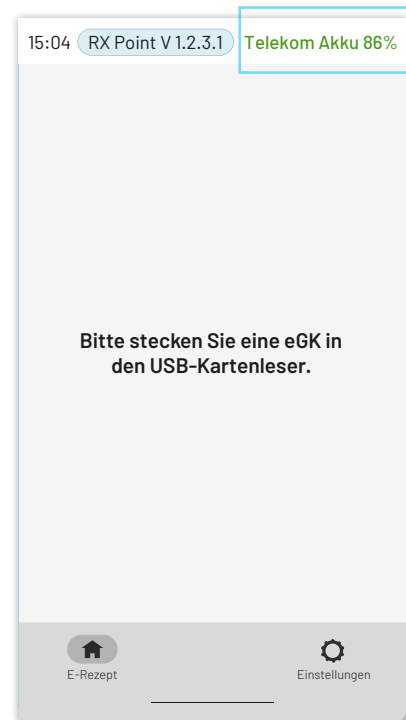 15:04 RX Point V 1.2.3.1 Telekom Akku 86%
Bitte stecken Sie eine eGK in
den USB-Kartenleser.
E-Rezept Einstellungen